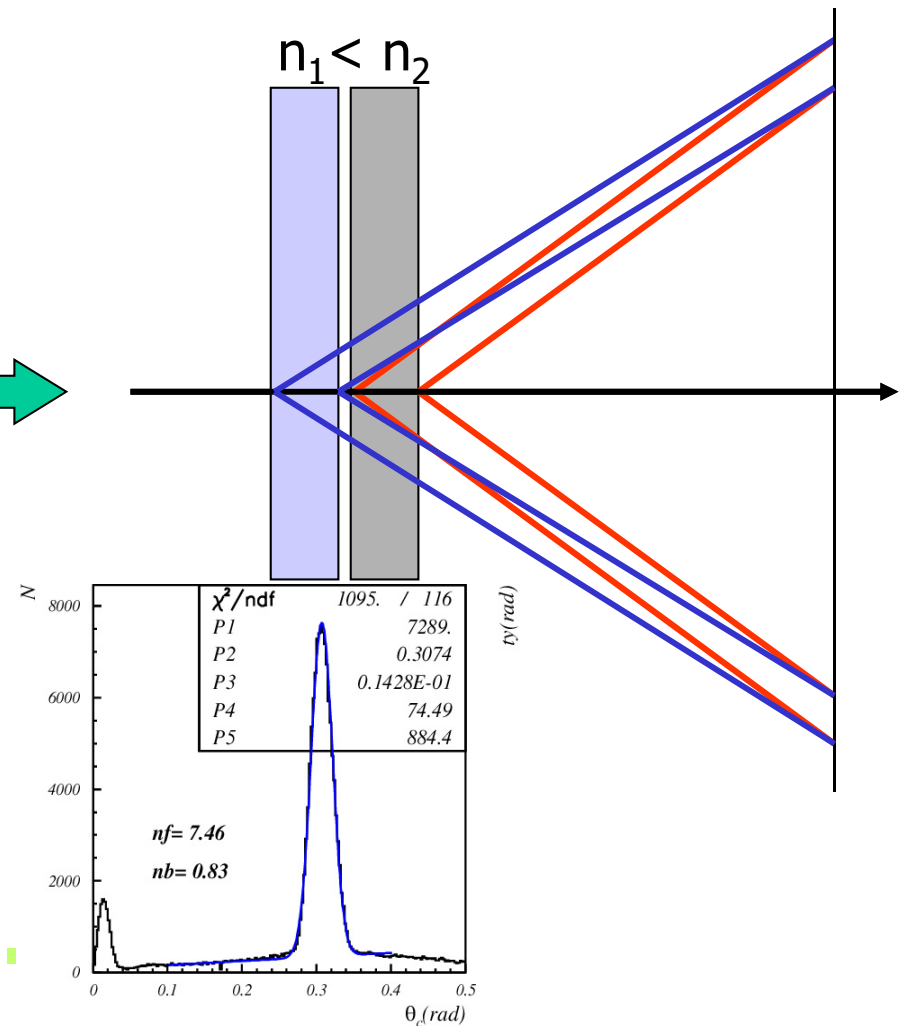 n₁< n₂
N
ty(rad)
χ²/ndf 1095. / 116
P1 7289.
P2 0.3074
P3 0.1428E-01
P4 74.49
P5 884.4
8000
6000
4000
2000
0
nf= 7.46
nb= 0.83
0 0.1 0.2 0.3 0.4 0.5
θc(rad)